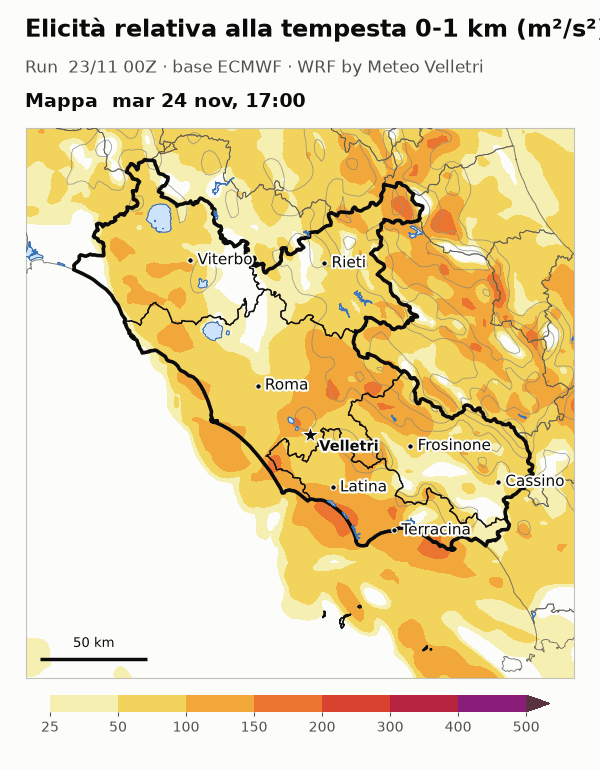 Elicità relativa alla tempesta 0-1 km (m²/s²)
Run  23/11 00Z · base ECMWF · WRF by Meteo Velletri
Mappa  mar 24 nov, 17:00
Viterbo
Rieti
Roma
Velletri
Frosinone
Cassino
Latina
Terracina
50 km
25 50 100 150 200 300 400 500